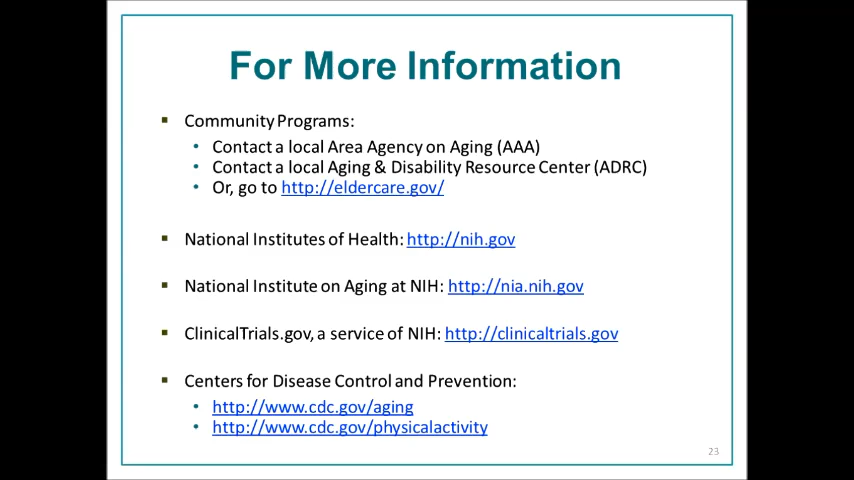 For More Information
Community Programs:
Contact a local Area Agency on Aging (AAA)
Contact a local Aging & Disability Resource Center (ADRC)
Or, go to http://eldercare.gov/
National Institutes of Health: http://nih.gov
National Institute on Aging at NIH: http://nia.nih.gov
ClinicalTrials.gov, a service of NIH: http://clinicaltrials.gov
Centers for Disease Control and Prevention:
http://www.cdc.gov/aging
http://www.cdc.gov/physicalactivity
23